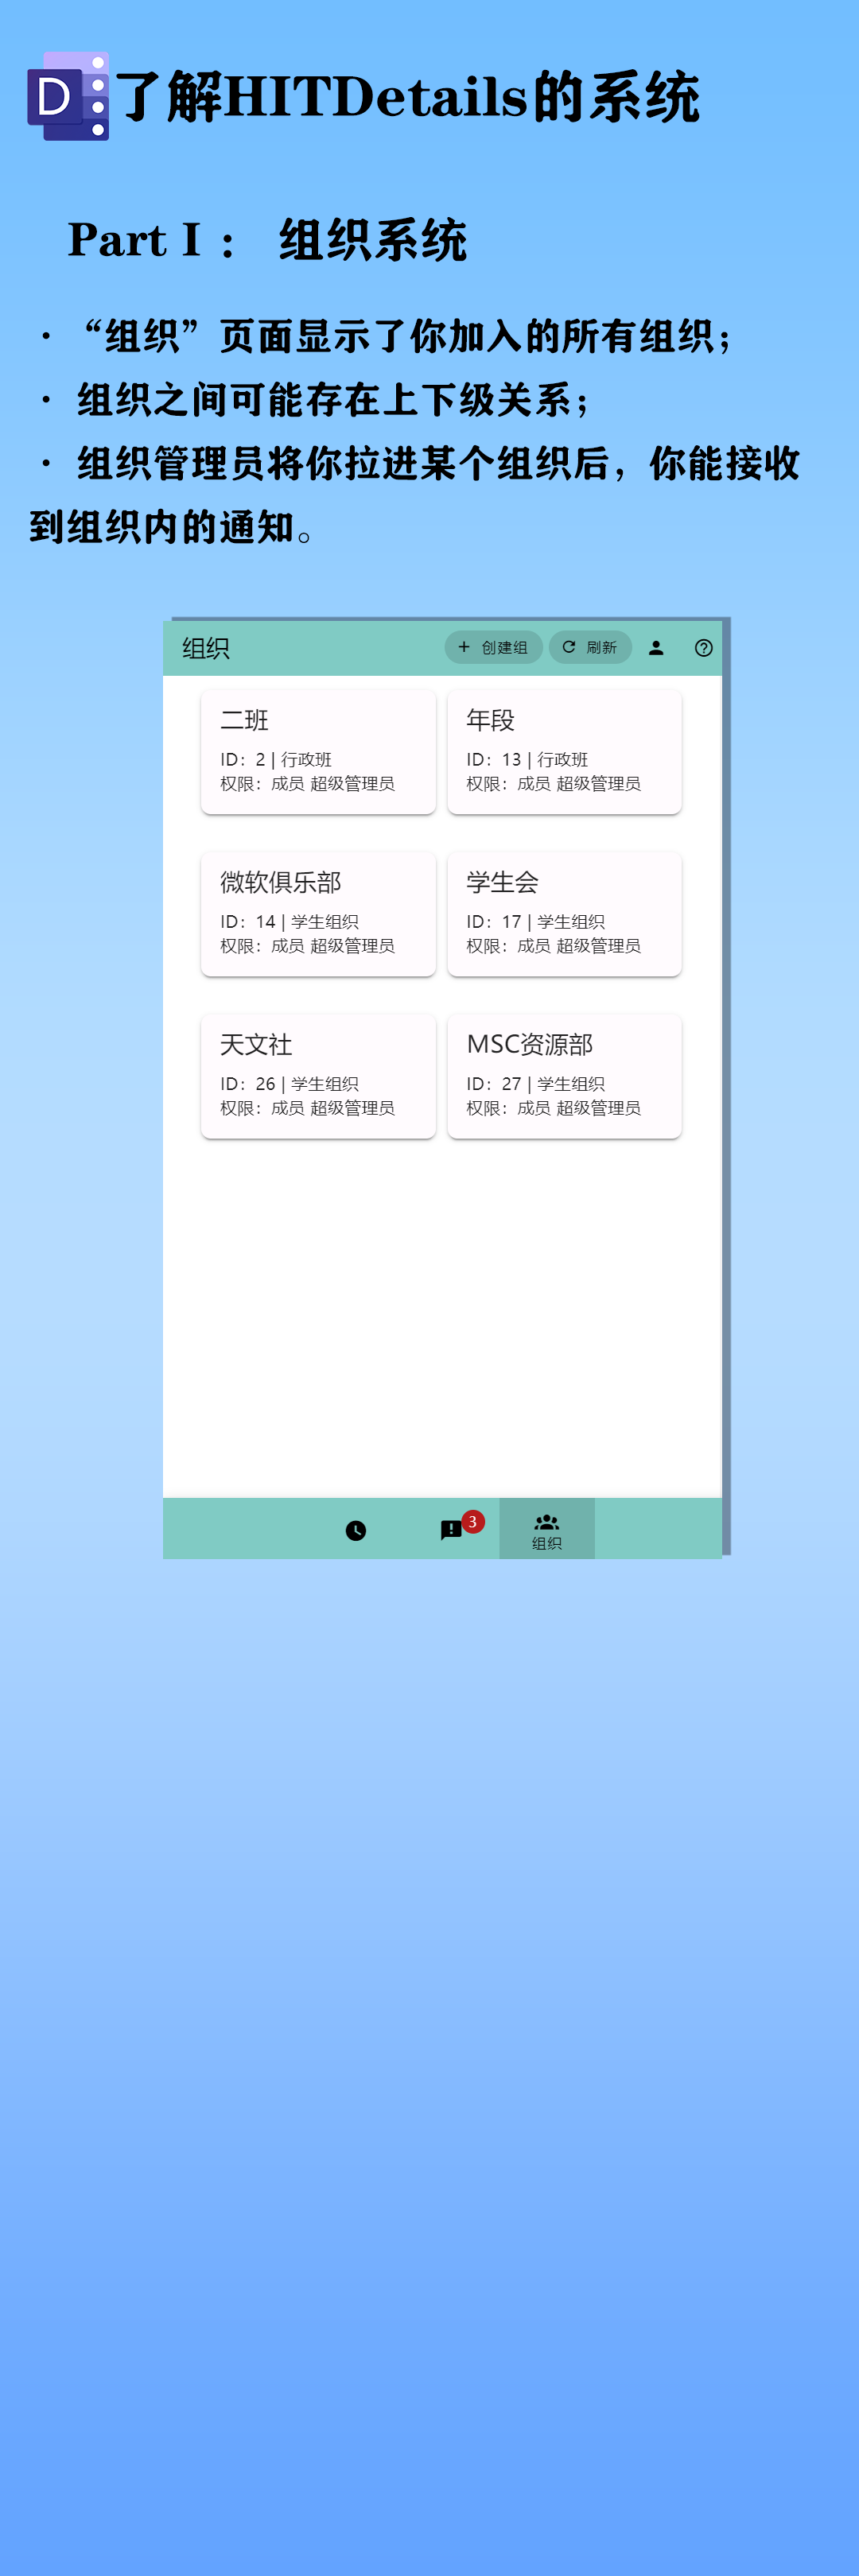 D
了解HITDetails的系统
Part I： 组织系统
· “组织”页面显示了你加入的所有组织；
· 组织之间可能存在上下级关系；
· 组织管理员将你拉进某个组织后，你能接收
到组织内的通知。
组织 + 创建组 刷新
二班
ID：2 | 行政班
权限：成员 超级管理员
年段
ID：13 | 行政班
权限：成员 超级管理员
微软俱乐部
ID：14 | 学生组织
权限：成员 超级管理员
学生会
ID：17 | 学生组织
权限：成员 超级管理员
天文社
ID：26 | 学生组织
权限：成员 超级管理员
MSC资源部
ID：27 | 学生组织
权限：成员 超级管理员
3
组织